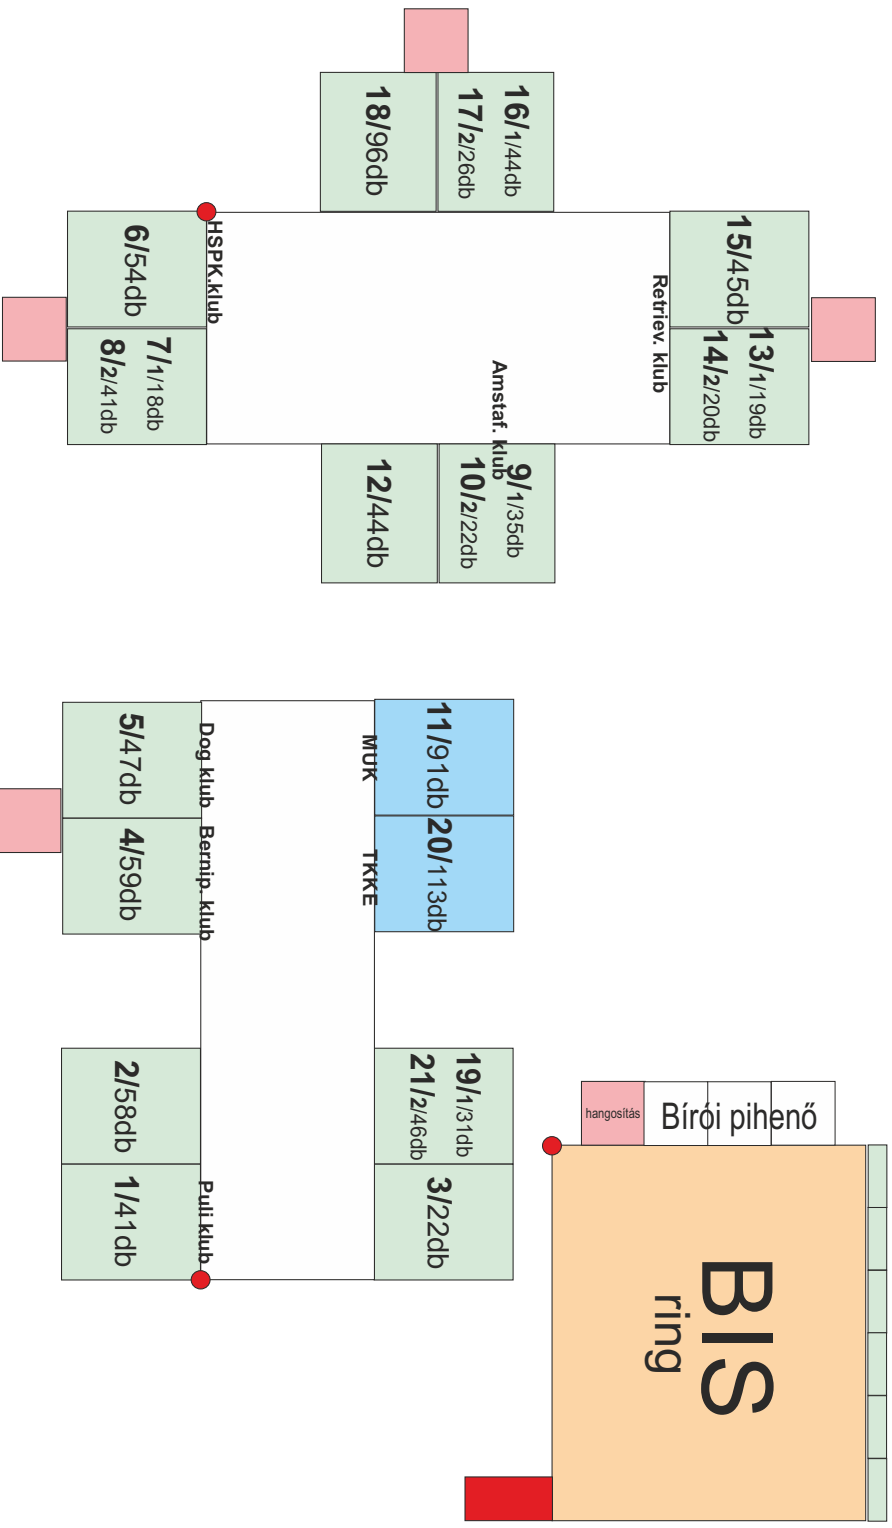 18/96db
16/1/44db
17/2/26db
HSPK.klub
6/54db
7/1/18db
8/2/41db
Retriev. klub
15/45db
13/1/19db
14/2/20db
Amstaf. klub
12/44db
9/1/35db
10/2/22db
5/47db
Dog klub
4/59db
Bernip. klub
MUK
11/91db
TKKE
20/113db
2/58db
1/41db
Puli klub
19/1/31db
21/2/46db
3/22db
hangosítás
Bírói pihenő
BIS
ring